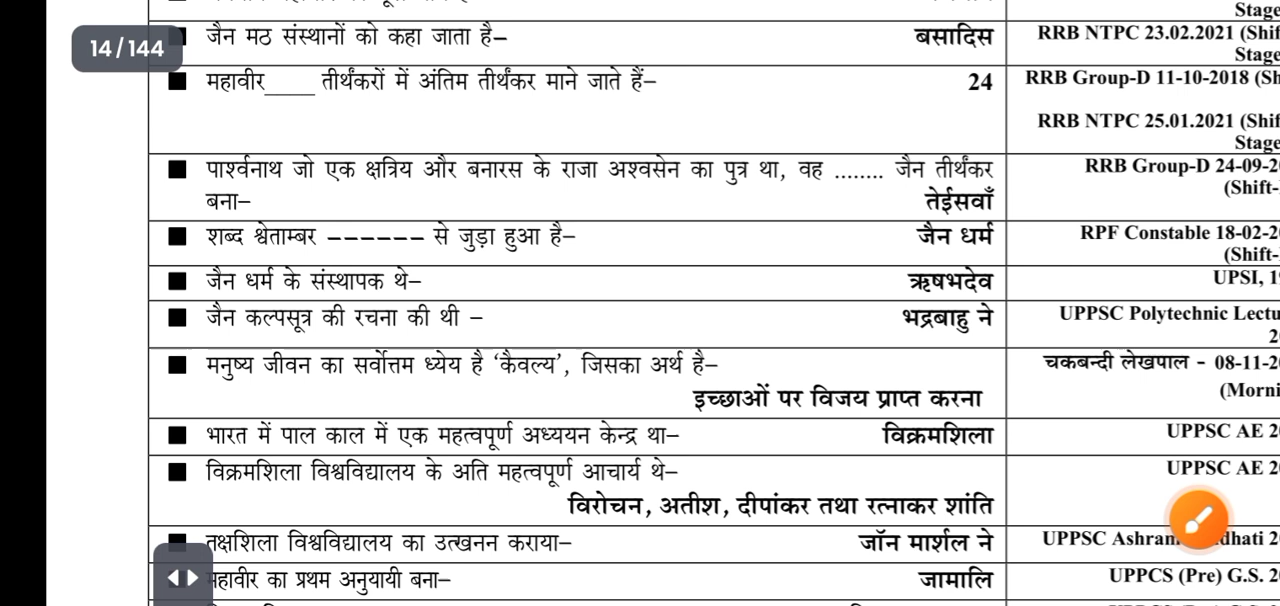 Stage
14/144
जैन मठ संस्थानों को कहा जाता है– बसादिस RRB NTPC 23.02.2021 (Shif
Stage
महावीर____ तीर्थंकरों में अंतिम तीर्थंकर माने जाते हैं– 24 RRB Group-D 11-10-2018 (Sh
RRB NTPC 25.01.2021 (Shif
Stage
पार्श्वनाथ जो एक क्षत्रिय और बनारस के राजा अश्वसेन का पुत्र था, वह ........ जैन तीर्थंकर RRB Group-D 24-09-2
बना– तेईसवाँ (Shift-
शब्द श्वेताम्बर –––––– से जुड़ा हुआ है– जैन धर्म RPF Constable 18-02-2
(Shift-
जैन धर्म के संस्थापक थे– ऋषभदेव UPSI, 1
जैन कल्पसूत्र की रचना की थी – भद्रबाहु ने UPPSC Polytechnic Lectu
2
मनुष्य जीवन का सर्वोत्तम ध्येय है ‘कैवल्य’, जिसका अर्थ है– चकबन्दी लेखपाल - 08-11-2
इच्छाओं पर विजय प्राप्त करना (Morni
भारत में पाल काल में एक महत्वपूर्ण अध्ययन केन्द्र था– विक्रमशिला UPPSC AE 2
विक्रमशिला विश्वविद्यालय के अति महत्वपूर्ण आचार्य थे– UPPSC AE 2
विरोचन, अतीश, दीपांकर तथा रत्नाकर शांति
तक्षशिला विश्वविद्यालय का उत्खनन कराया– जॉन मार्शल ने UPPSC Ashram dhati 2
महावीर का प्रथम अनुयायी बना– जामालि UPPCS (Pre) G.S. 2